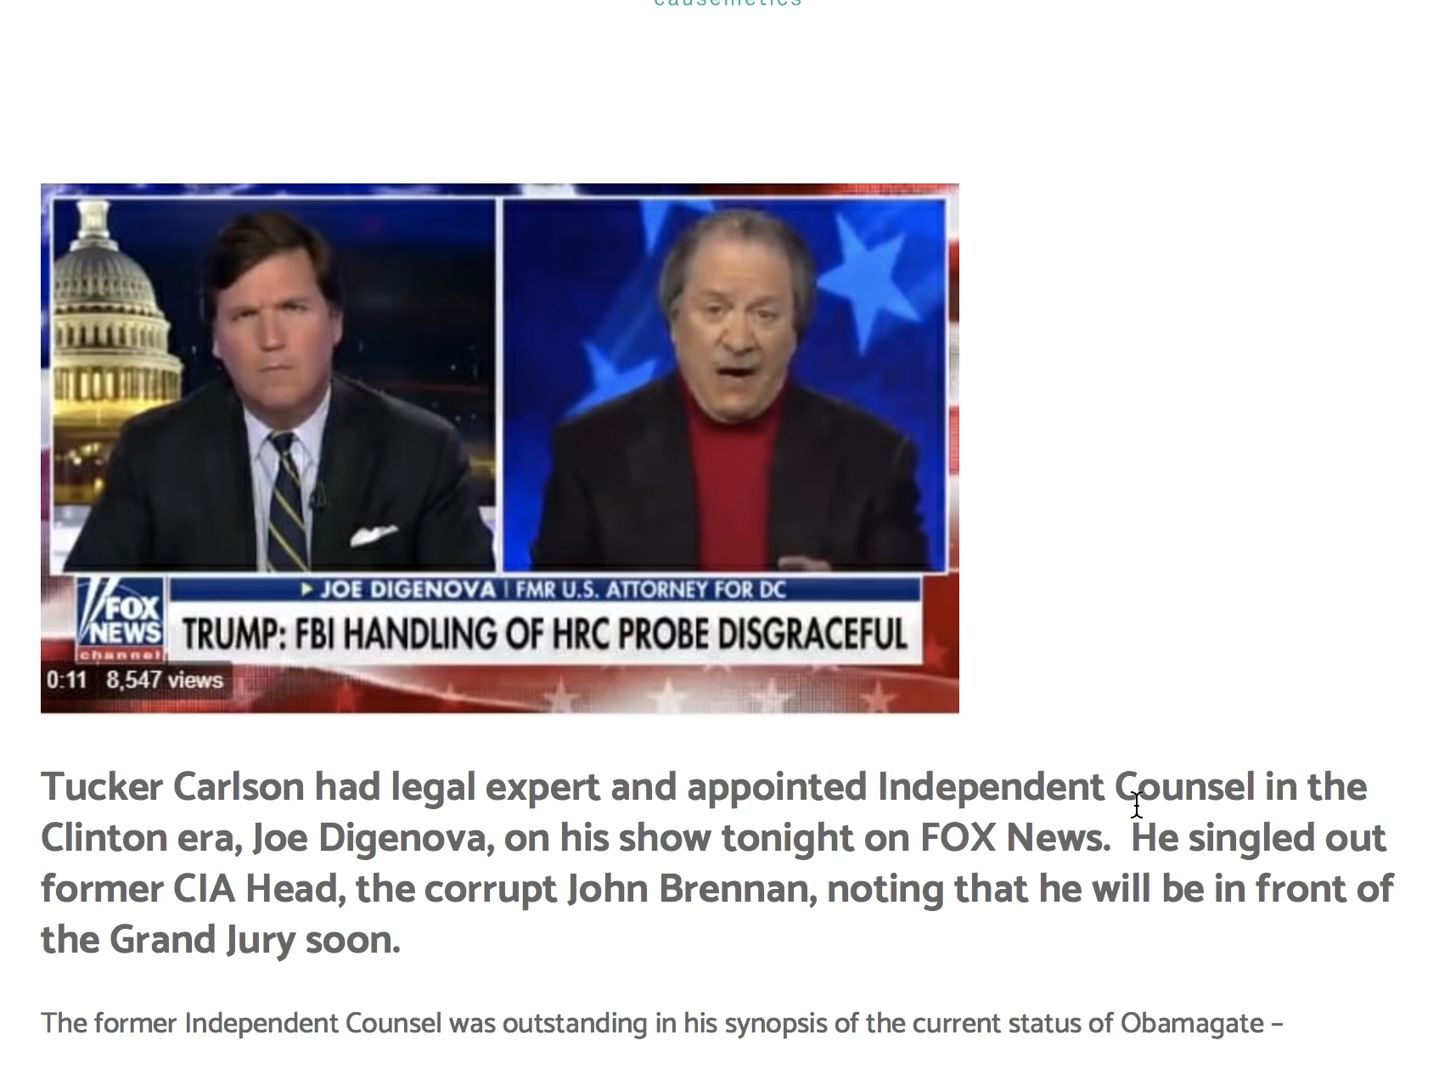 causemetics
JOE DIGENOVA | FMR U.S. ATTORNEY FOR DC
FOX
NEWS
channel
TRUMP: FBI HANDLING OF HRC PROBE DISGRACEFUL
0:11 8,547 views
Tucker Carlson had legal expert and appointed Independent Counsel in the
Clinton era, Joe Digenova, on his show tonight on FOX News.  He singled out
former CIA Head, the corrupt John Brennan, noting that he will be in front of
the Grand Jury soon.
The former Independent Counsel was outstanding in his synopsis of the current status of Obamagate –